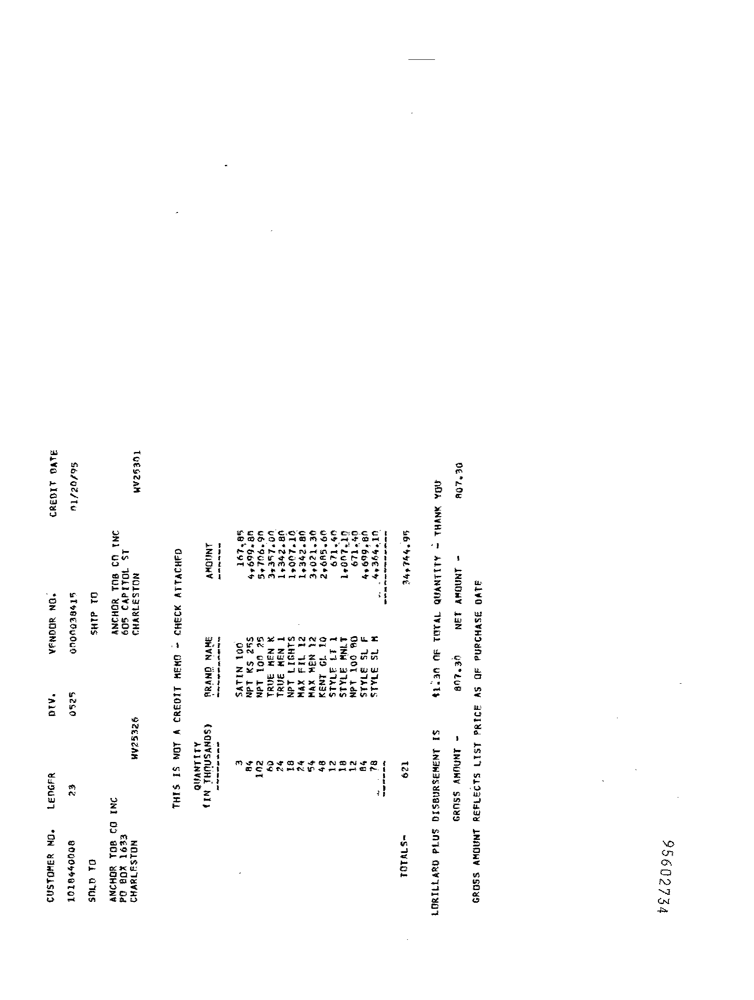 CUSTOMER NO. LEDGER DIV. VENDOR NO. CREDIT DATE
1018440008 23 0525 0000038415 01/20/95
SOLD TO SHIP TO
ANCHOR TOB CO INC ANCHOR TOB CO INC
PO BOX 1633 605 CAPITOL ST
CHARLESTON WV25326 CHARLESTON WV25301
THIS IS NOT A CREDIT MEMO - CHECK ATTACHED
QUANTITY
(IN THOUSANDS) BRAND NAME AMOUNT
-------- ---------- ------
3 SATIN 100 167.85
84 NPT KS 25S 4,699.80
102 NPT 100 25 5,706.90
60 TRUE MEN K 3,357.00
24 TRUE MEN 1 1,342.80
18 NPT LIGHTS 1,007.10
24 MAX FIL 12 1,342.80
54 MAX MEN 12 3,021.30
48 KENT GL 10 2,685.60
12 STYLE LT 1 671.40
18 STYLE MNLT 1,007.10
12 NPT 100 80 671.40
84 STYLE SL F 4,699.80
78 STYLE SL M 4,364.10
------ ------------
TOTALS- 621 34,744.95
LORILLARD PLUS DISBURSEMENT IS $1.30 OF TOTAL QUANTITY - THANK YOU
GROSS AMOUNT - 807.30 NET AMOUNT - 807.30
GROSS AMOUNT REFLECTS LIST PRICE AS OF PURCHASE DATE
95602734